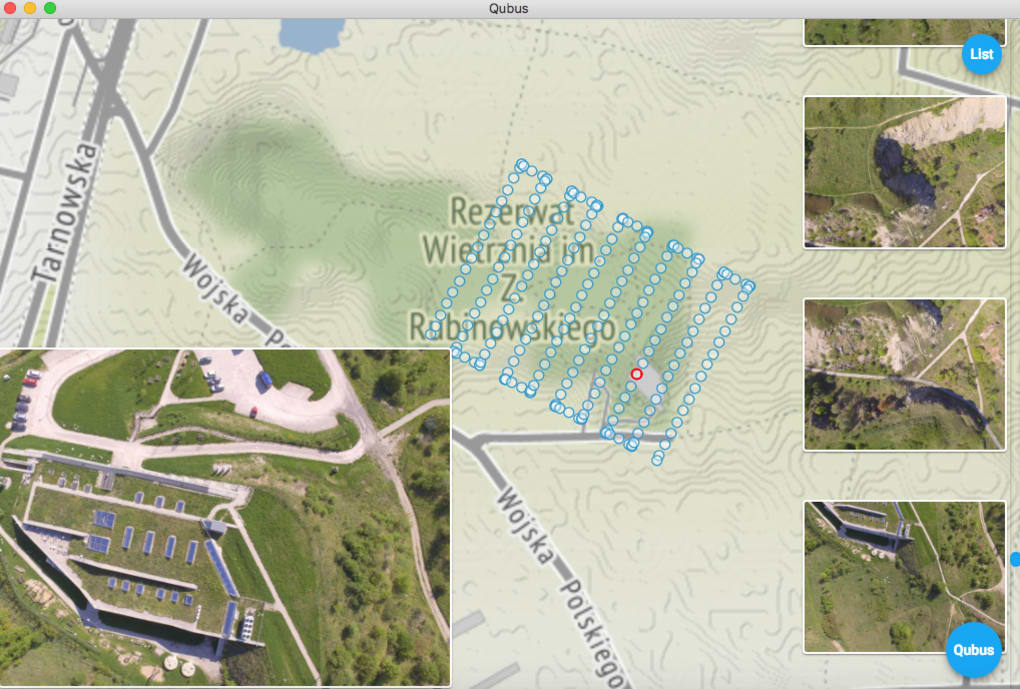 Qubus
List
Tarnowska
Rezerwat
Wietrznia im
Z.
Rubinowskiego
Wojska
Wojska
Polskiego
Qubus